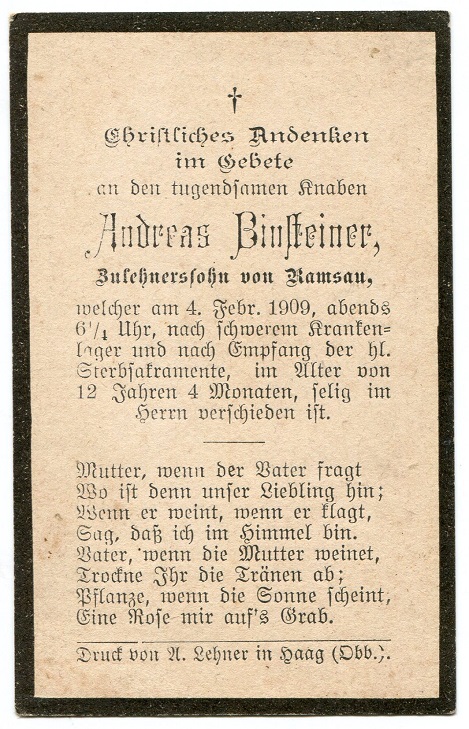 †
Christliches Andenken
im Gebete
an den tugendsamen Knaben
Andreas Binsteiner,
Zulehnerssohn von Ramsau,
welcher am 4. Febr. 1909, abends
6¼ Uhr, nach schwerem Kranken=
lager und nach Empfang der hl.
Sterbsakramente, im Alter von
12 Jahren 4 Monaten, selig im
Herrn verschieden ist.
Mutter, wenn der Vater fragt
Wo ist denn unser Liebling hin;
Wenn er weint, wenn er klagt,
Sag, daß ich im Himmel bin.
Vater, wenn die Mutter weinet,
Trockne Ihr die Tränen ab;
Pflanze, wenn die Sonne scheint,
Eine Rose mir auf's Grab.
Druck von A. Lehner in Haag (Obb.).